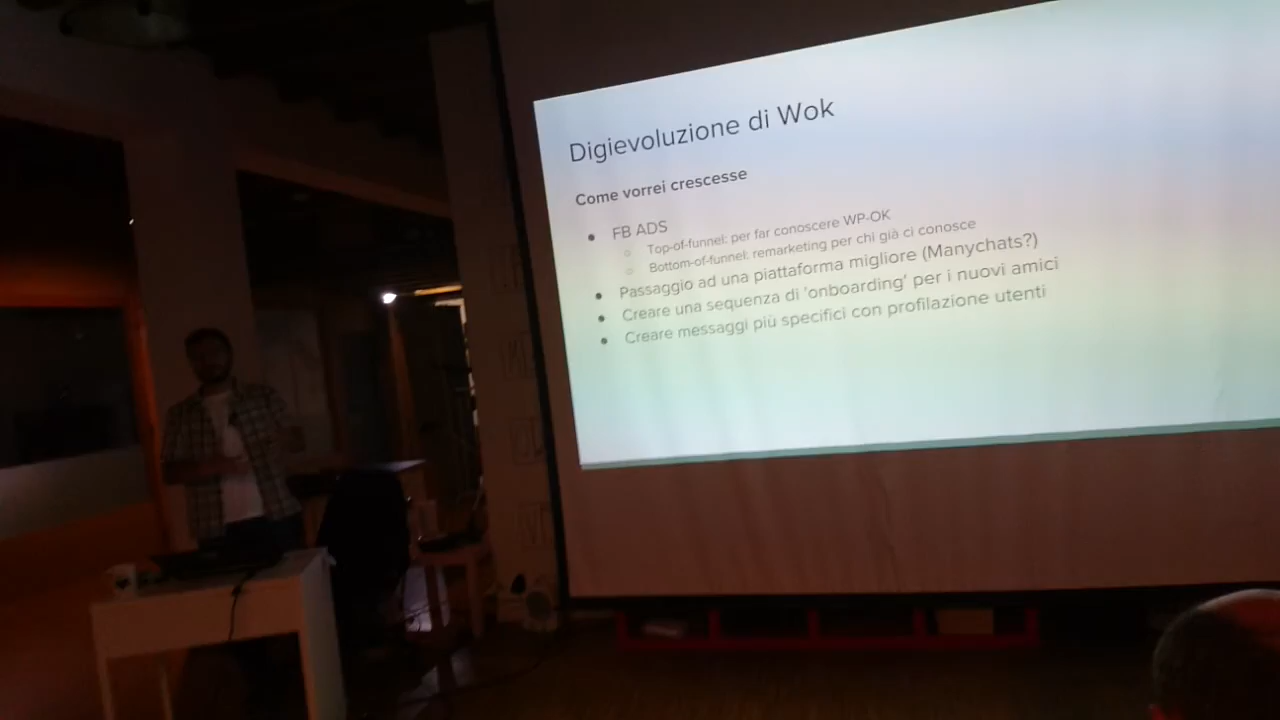 Digievoluzione di Wok
Come vorrei crescesse
● FB ADS
○ Top-of-funnel: per far conoscere WP-OK
○ Bottom-of-funnel: remarketing per chi già ci conosce
● Passaggio ad una piattaforma migliore (Manychats?)
● Creare una sequenza di 'onboarding' per i nuovi amici
● Creare messaggi più specifici con profilazione utenti